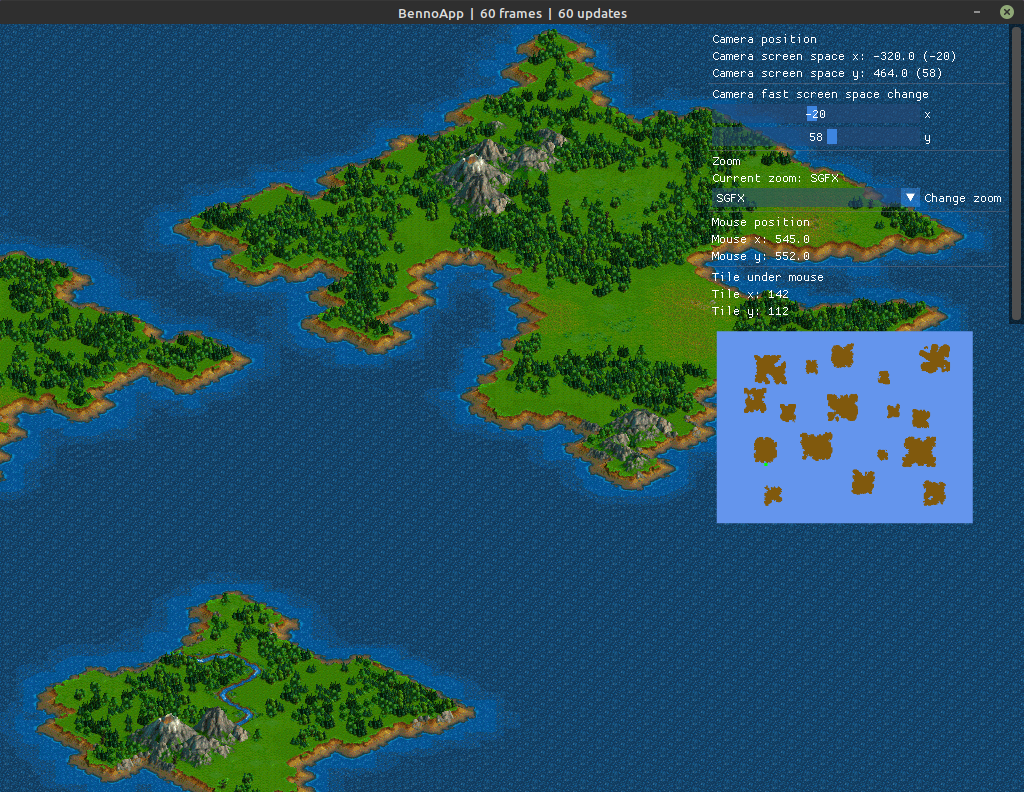 BennoApp | 60 frames | 60 updates
Camera position
Camera screen space x: -320.0 (-20)
Camera screen space y: 464.0 (58)
Camera fast screen space change
-20 x
58 y
Zoom
Current zoom: SGFX
SGFX Change zoom
Mouse position
Mouse x: 545.0
Mouse y: 552.0
Tile under mouse
Tile x: 142
Tile y: 112